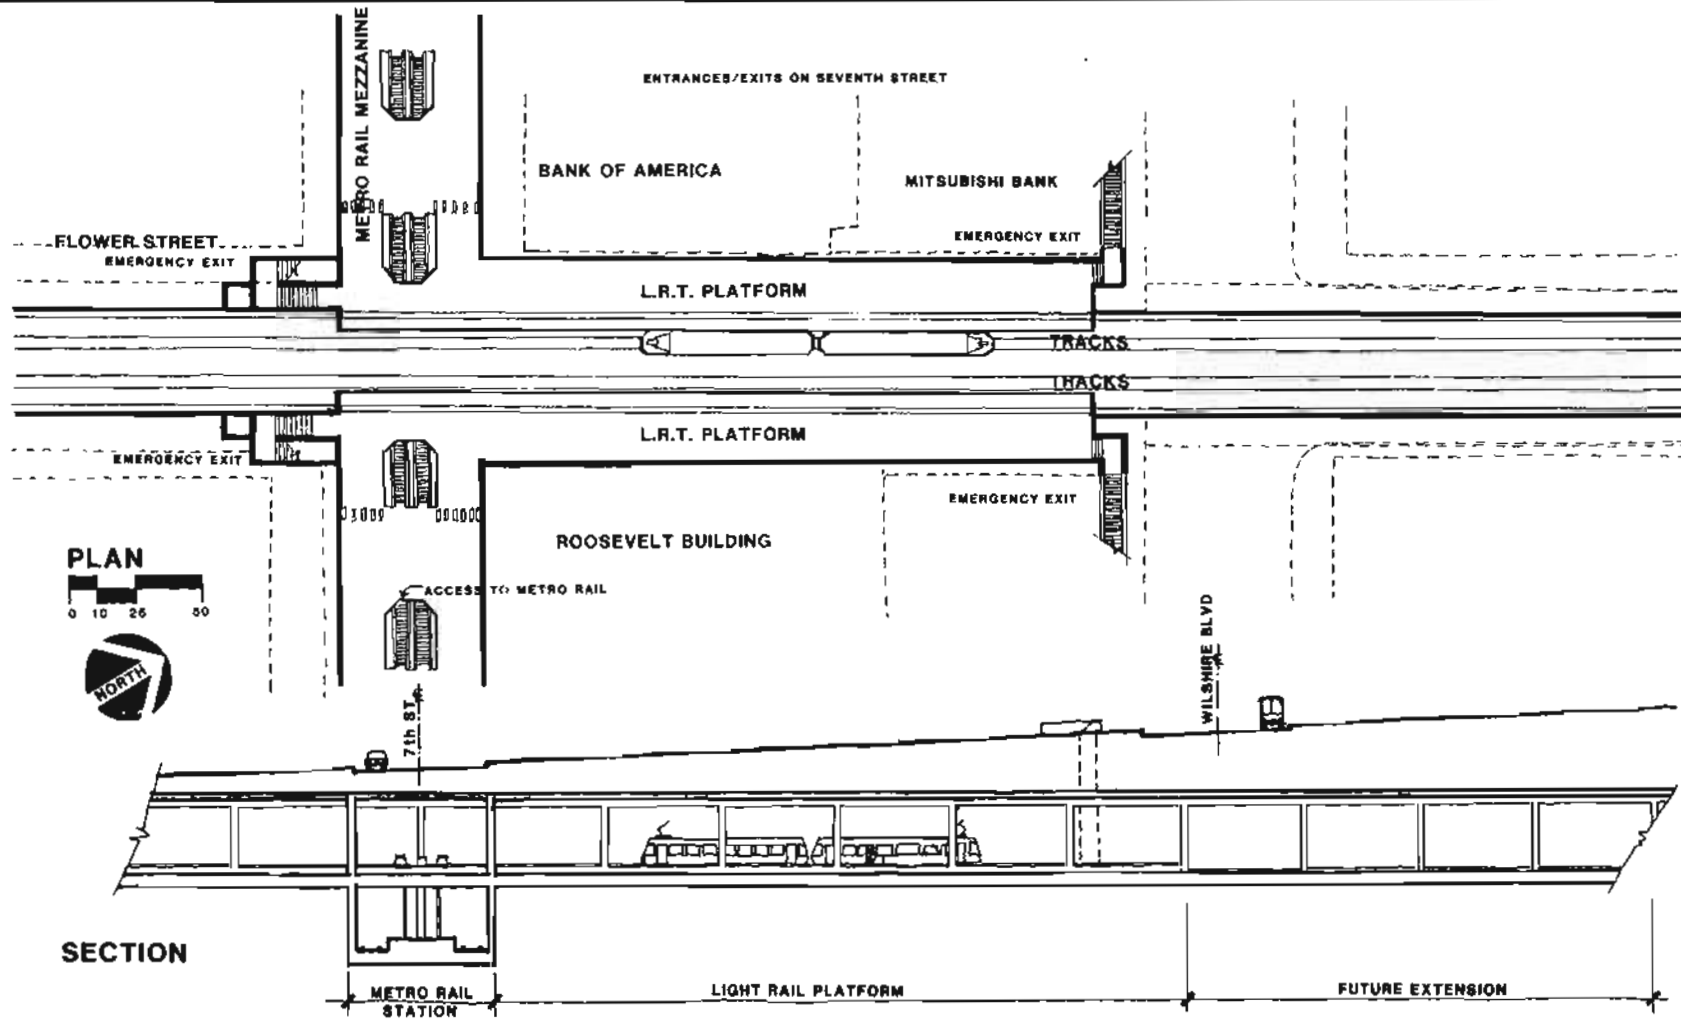 METRO RAIL MEZZANINE
ENTRANCES/EXITS ON SEVENTH STREET
BANK OF AMERICA
MITSUBISHI BANK
FLOWER STREET
EMERGENCY EXIT
EMERGENCY EXIT
L.R.T. PLATFORM
TRACKS
TRACKS
L.R.T. PLATFORM
EMERGENCY EXIT
EMERGENCY EXIT
ROOSEVELT BUILDING
PLAN
0 10 25 50
ACCESS TO METRO RAIL
NORTH
7th ST.
WILSHIRE BLVD
SECTION
METRO RAIL
STATION
LIGHT RAIL PLATFORM
FUTURE EXTENSION